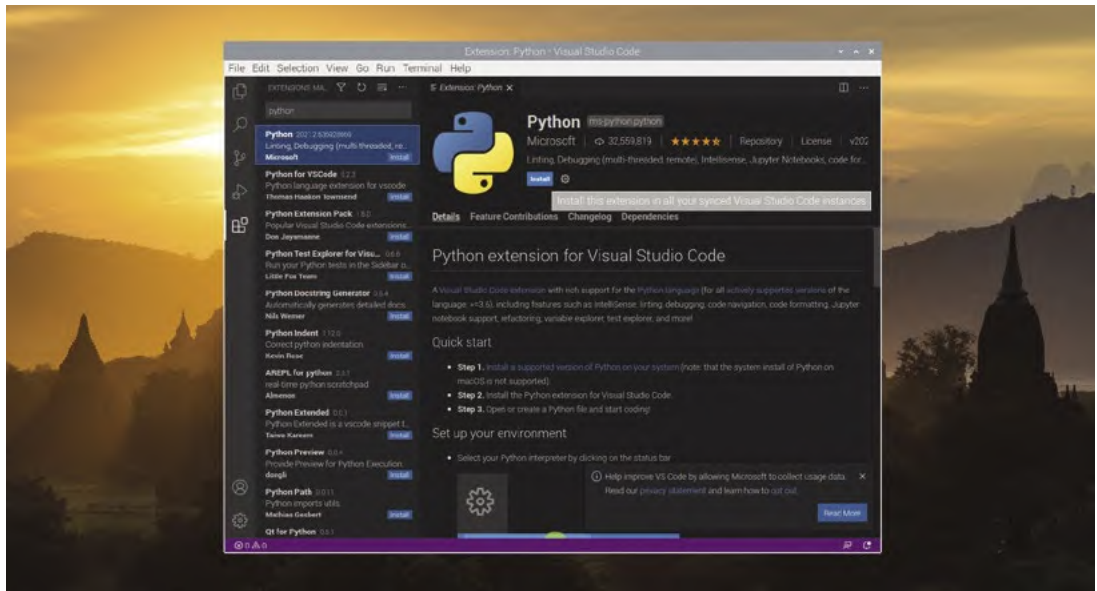 Extension: Python - Visual Studio Code
File Edit Selection View Go Run Terminal Help
EXTENSIONS: MA...
Extension: Python
python
Python
Linting, Debugging (multi-threaded, re...
Microsoft Install
Python for VSCode 0.2.3
Python language extension for vscode
Thomas Haakon Townsend Install
Python Extension Pack
Popular Visual Studio Code extensions...
Don Jayamanne Install
Python Test Explorer for Visu...
Run your Python tests in the Sidebar o...
Little Fox Team Install
Python Docstring Generator
Automatically generates detailed docs...
Nils Werner Install
Python Indent
Correct python indentation.
Kevin Rose Install
AREPL for python
real-time python scratchpad
Almenon Install
Python Extended
Python Extended is a vscode snippet t...
Taiwo Kareem Install
Python Preview
Provide Preview for Python Execution.
dongli Install
Python Path
Python imports utils.
Mathias Gesbert Install
Qt for Python
Python ms-python.python
Microsoft 32,559,819 Repository License v202
Linting, Debugging (multi-threaded, remote), Intellisense, Jupyter Notebooks, code for...
Install
Install this extension in all your synced Visual Studio Code instances
Details Feature Contributions Changelog Dependencies
Python extension for Visual Studio Code
A Visual Studio Code extension with rich support for the Python language (for all actively supported versions of the
language: >=3.6), including features such as IntelliSense, linting, debugging, code navigation, code formatting, Jupyter
notebook support, refactoring, variable explorer, test explorer, and more!
Quick start
• Step 1. Install a supported version of Python on your system (note: that the system install of Python on
macOS is not supported).
• Step 2. Install the Python extension for Visual Studio Code.
• Step 3. Open or create a Python file and start coding!
Set up your environment
• Select your Python interpreter by clicking on the status bar
Help improve VS Code by allowing Microsoft to collect usage data.
Read our privacy statement and learn how to opt out.
Read More
0 0